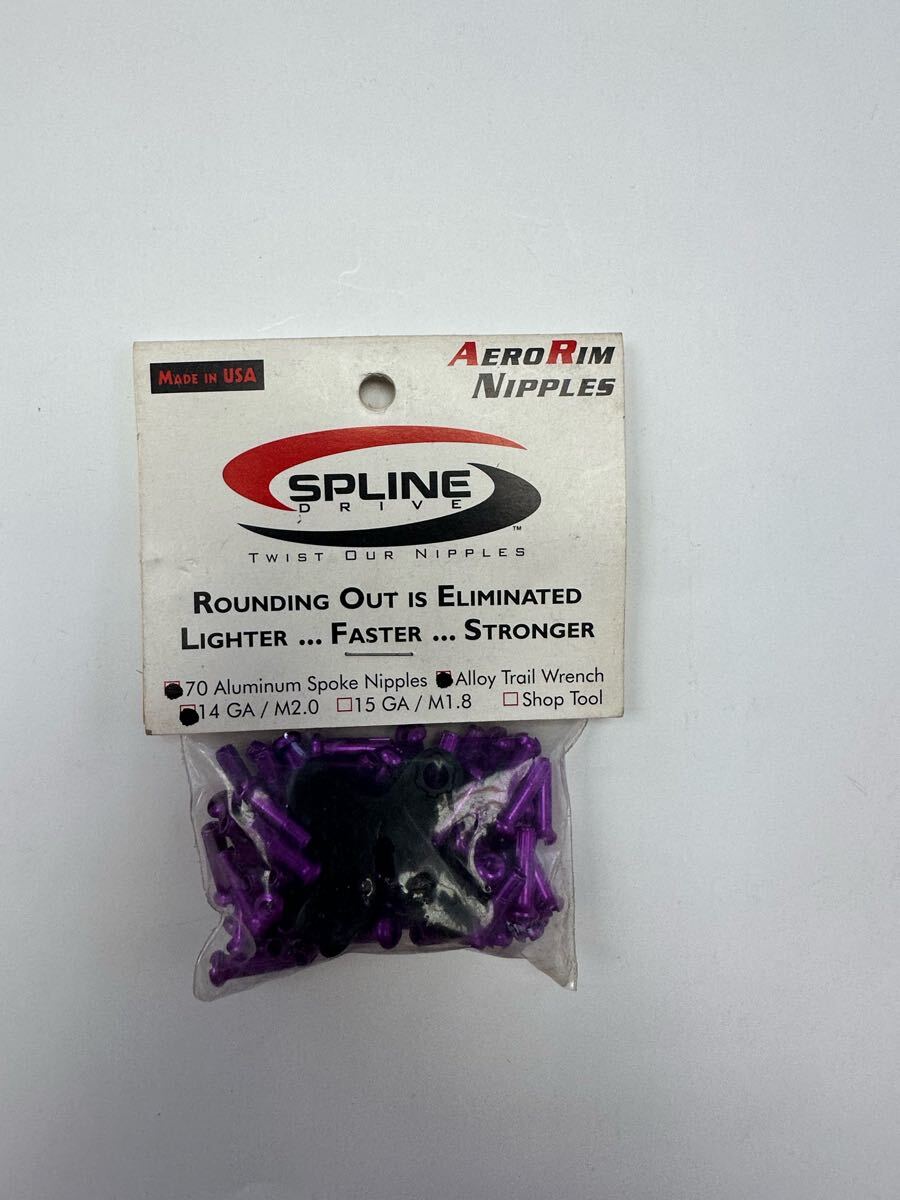 MADE IN USA
AERORIM
NIPPLES
SPLINE
DRIVE
™
TWIST OUR NIPPLES
ROUNDING OUT IS ELIMINATED
LIGHTER ... FASTER ... STRONGER
70 Aluminum Spoke Nipples Alloy Trail Wrench
14 GA / M2.0 15 GA / M1.8 Shop Tool